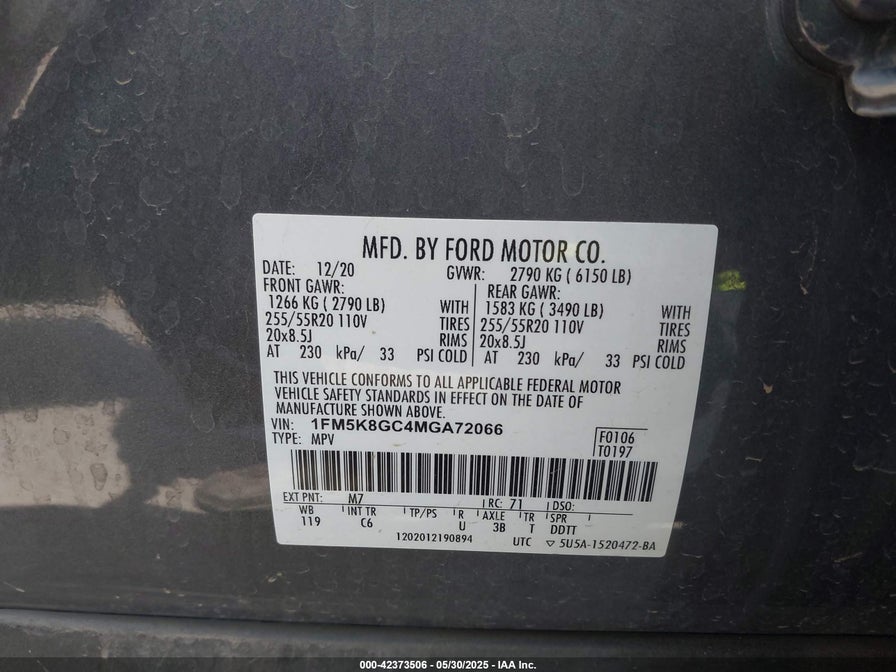 MFD. BY FORD MOTOR CO.
DATE: 12/20 GVWR: 2790 KG ( 6150 LB)
FRONT GAWR: REAR GAWR:
1266 KG ( 2790 LB) WITH 1583 KG ( 3490 LB) WITH
255/55R20 110V TIRES 255/55R20 110V TIRES
20x8.5J RIMS 20x8.5J RIMS
AT 230 kPa/ 33 PSI COLD AT 230 kPa/ 33 PSI COLD
THIS VEHICLE CONFORMS TO ALL APPLICABLE FEDERAL MOTOR
VEHICLE SAFETY STANDARDS IN EFFECT ON THE DATE OF
MANUFACTURE SHOWN ABOVE.
VIN: 1FM5K8GC4MGA72066
TYPE: MPV F0106
T0197
EXT PNT: M7 RC: 71 DSO:
WB INT TR TP/PS R AXLE TR SPR
119 C6 U 3B T DDTT
1202012190894 UTC ▽ 5U5A-1520472-BA
000-42373506 — 05/30/2025 — IAA Inc.